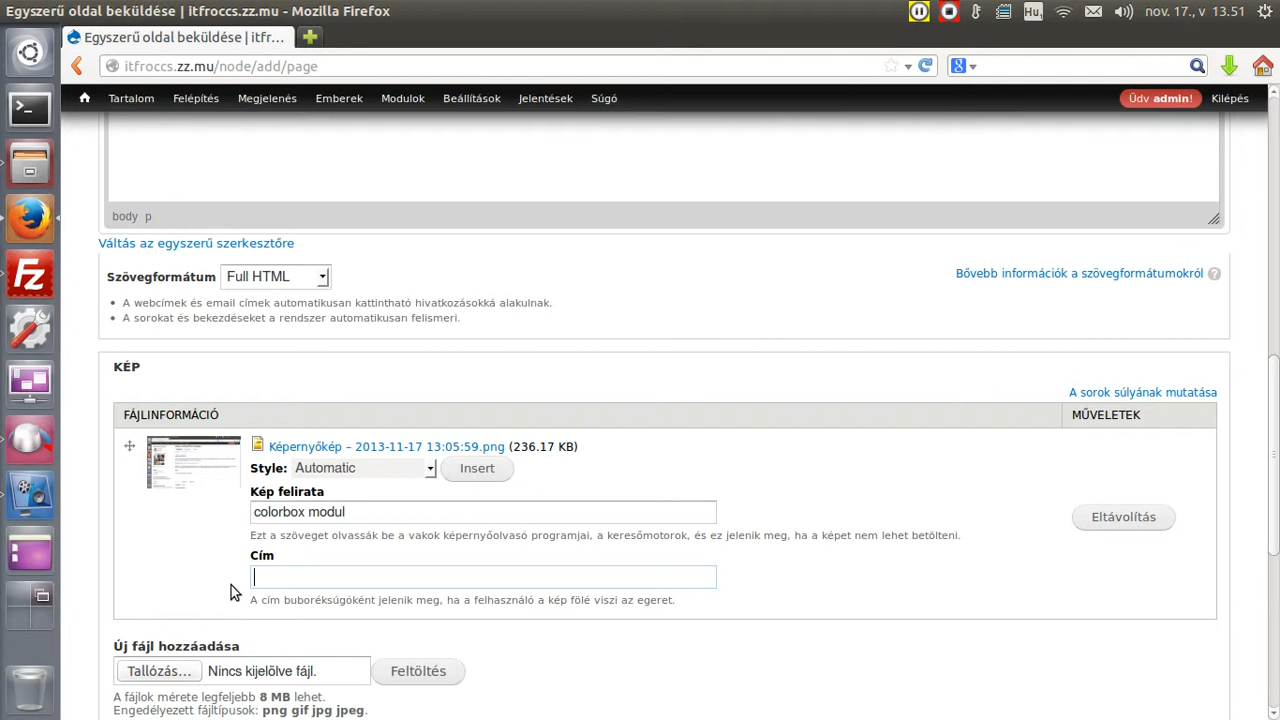 Egyszerű oldal beküldése | itfroccs.zz.mu - Mozilla Firefox
Hu, nov. 17., v 13.51
Egyszerű oldal beküldése | itfr...
itfroccs.zz.mu/node/add/page
Tartalom Felépítés Megjelenés Emberek Modulok Beállítások Jelentések Súgó Üdv admin! Kilépés
body p
Váltás az egyszerű szerkesztőre
Szövegformátum Full HTML Bővebb információk a szövegformátumokról ?
A webcímek és email címek automatikusan kattintható hivatkozásokká alakulnak.
A sorokat és bekezdéseket a rendszer automatikusan felismeri.
KÉP
A sorok súlyának mutatása
FÁJLINFORMÁCIÓ MŰVELETEK
Képernyőkép – 2013-11-17 13:05:59.png (236.17 KB)
Style: Automatic Insert
Kép felirata
colorbox modul
Eltávolítás
Ezt a szöveget olvassák be a vakok képernyőolvasó programjai, a keresőmotorok, és ez jelenik meg, ha a képet nem lehet betölteni.
Cím
A cím buboréksúgóként jelenik meg, ha a felhasználó a kép fölé viszi az egeret.
Új fájl hozzáadása
Tallózás... Nincs kijelölve fájl. Feltöltés
A fájlok mérete legfeljebb 8 MB lehet.
Engedélyezett fájltípusok: png gif jpg jpeg.